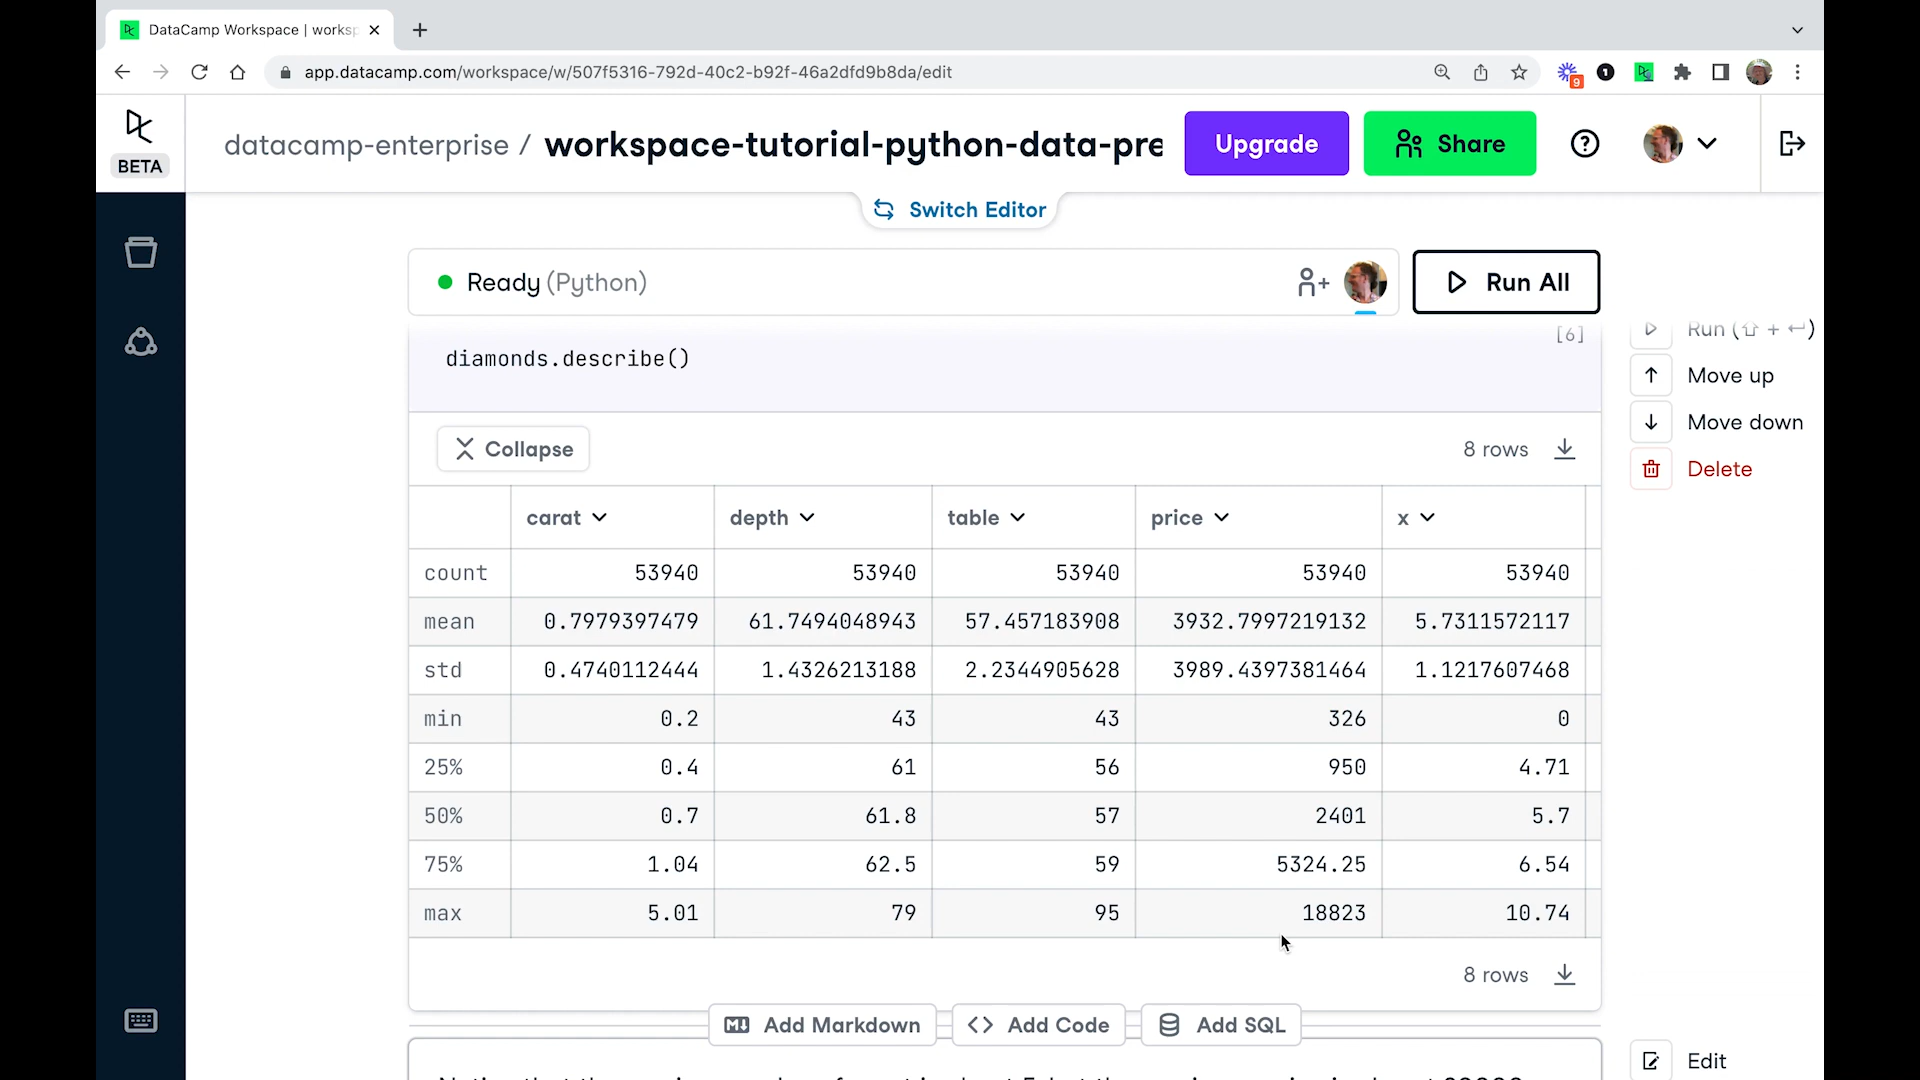 DataCamp Workspace | works
app.datacamp.com/workspace/w/507f5316-792d-40c2-b92f-46a2dfd9b8da/edit
9
1
BETA
datacamp-enterprise / workspace-tutorial-python-data-pre
Upgrade
Share
Switch Editor
Ready (Python)
Run All
[6]
Run (⇧ + ↵)
diamonds.describe()
Move up
Move down
Delete
Collapse
8 rows
carat depth table price x
count 53940 53940 53940 53940 53940
mean 0.7979397479 61.7494048943 57.457183908 3932.7997219132 5.7311572117
std 0.4740112444 1.4326213188 2.2344905628 3989.4397381464 1.1217607468
min 0.2 43 43 326 0
25% 0.4 61 56 950 4.71
50% 0.7 61.8 57 2401 5.7
75% 1.04 62.5 59 5324.25 6.54
max 5.01 79 95 18823 10.74
8 rows
Add Markdown
Add Code
Add SQL
Edit